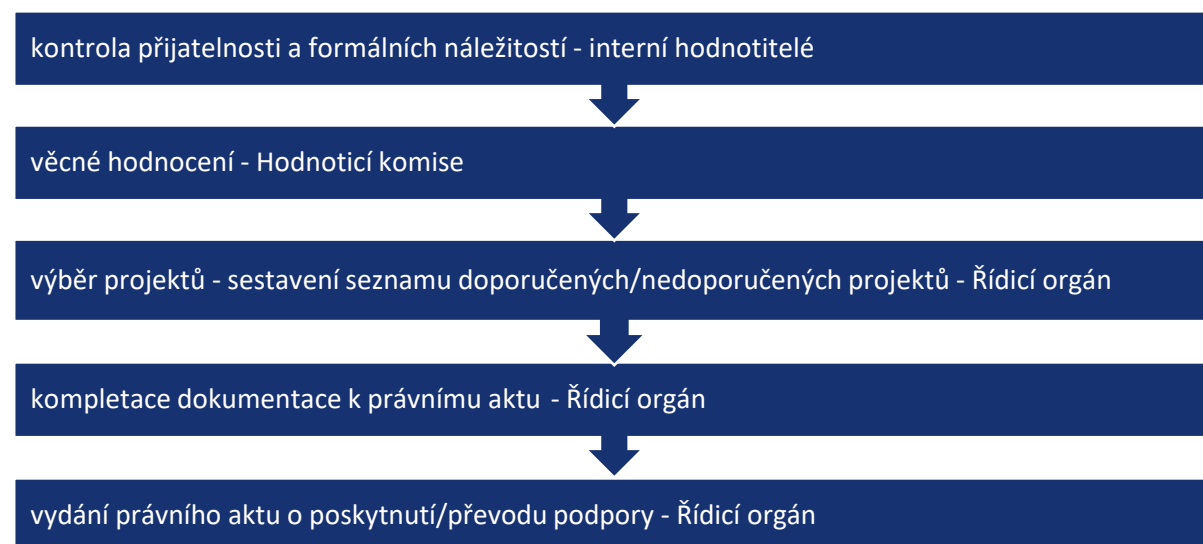 kontrola přijatelnosti a formálních náležitostí - interní hodnotitelé
věcné hodnocení - Hodnoticí komise
výběr projektů - sestavení seznamu doporučených/nedoporučených projektů - Řídicí orgán
kompletace dokumentace k právnímu aktu - Řídicí orgán
vydání právního aktu o poskytnutí/převodu podpory - Řídicí orgán